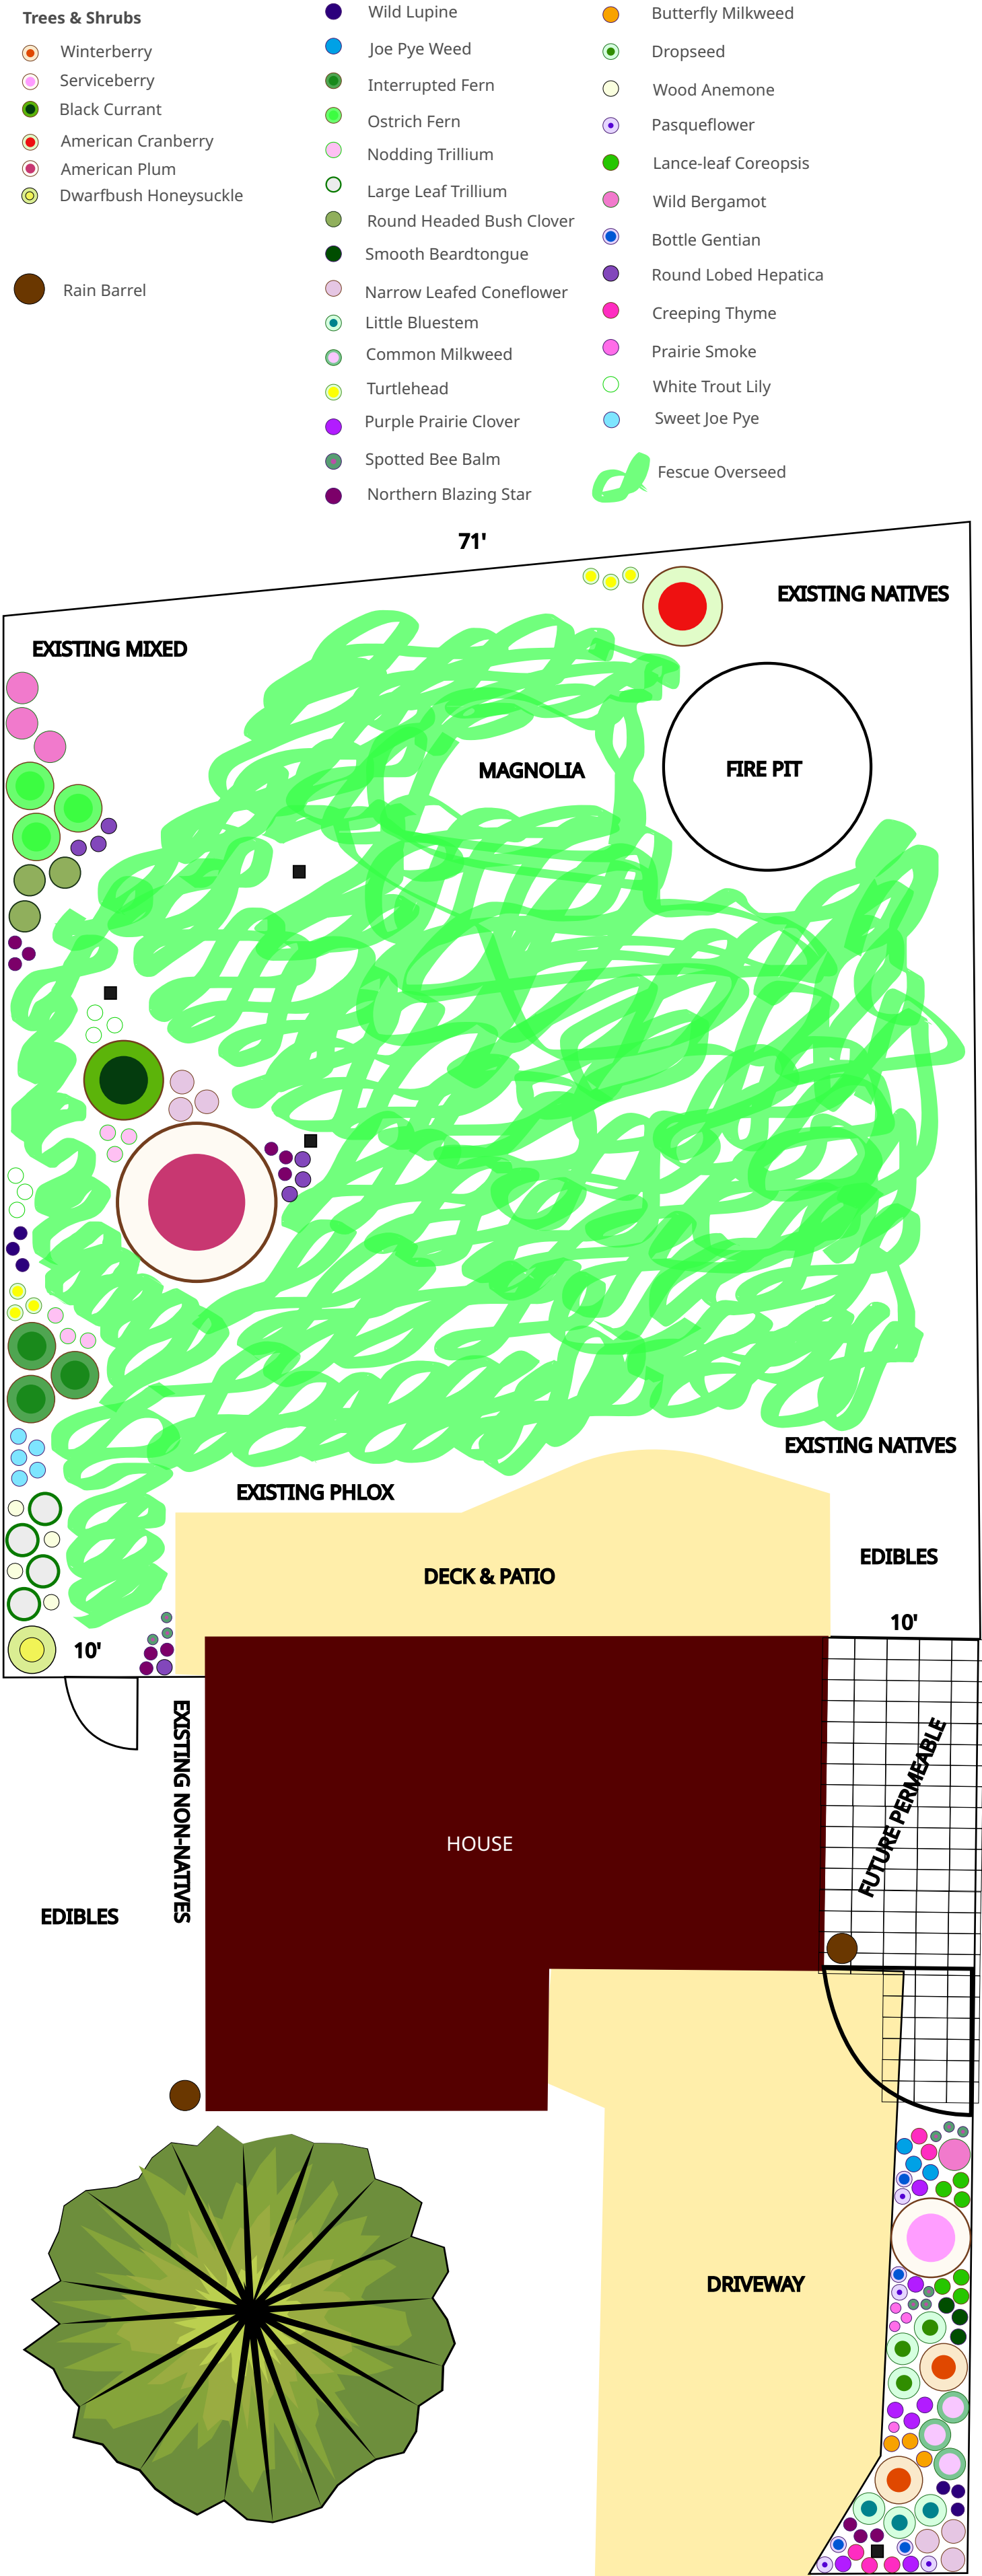 Trees & Shrubs
Winterberry
Serviceberry
Black Currant
American Cranberry
American Plum
Dwarfbush Honeysuckle
Rain Barrel
Wild Lupine
Joe Pye Weed
Interrupted Fern
Ostrich Fern
Nodding Trillium
Large Leaf Trillium
Round Headed Bush Clover
Smooth Beardtongue
Narrow Leafed Coneflower
Little Bluestem
Common Milkweed
Turtlehead
Purple Prairie Clover
Spotted Bee Balm
Northern Blazing Star
Butterfly Milkweed
Dropseed
Wood Anemone
Pasqueflower
Lance-leaf Coreopsis
Wild Bergamot
Bottle Gentian
Round Lobed Hepatica
Creeping Thyme
Prairie Smoke
White Trout Lily
Sweet Joe Pye
Fescue Overseed
71'
EXISTING NATIVES
EXISTING MIXED
MAGNOLIA
FIRE PIT
EXISTING NATIVES
EXISTING PHLOX
DECK & PATIO
EDIBLES
10'
10'
EXISTING NON-NATIVES
FUTURE PERMEABLE
HOUSE
EDIBLES
DRIVEWAY